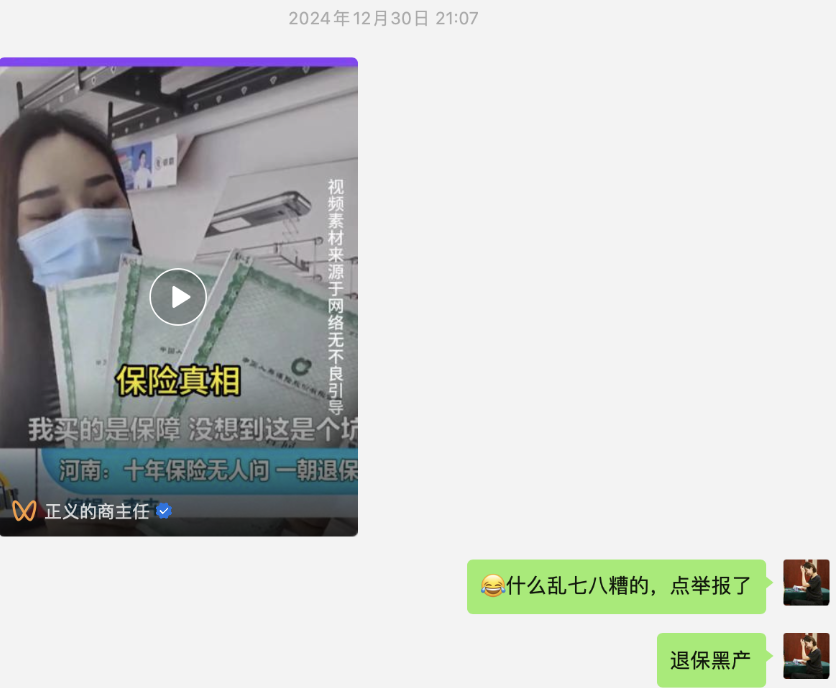 2024年12月30日 21:07
视频素材来源于网络无不良引导
保险真相
我买的是保障 没想到这是个坑
河南：十年保险无人问 一朝退保
正义的商主任
😂什么乱七八糟的，点举报了
退保黑产